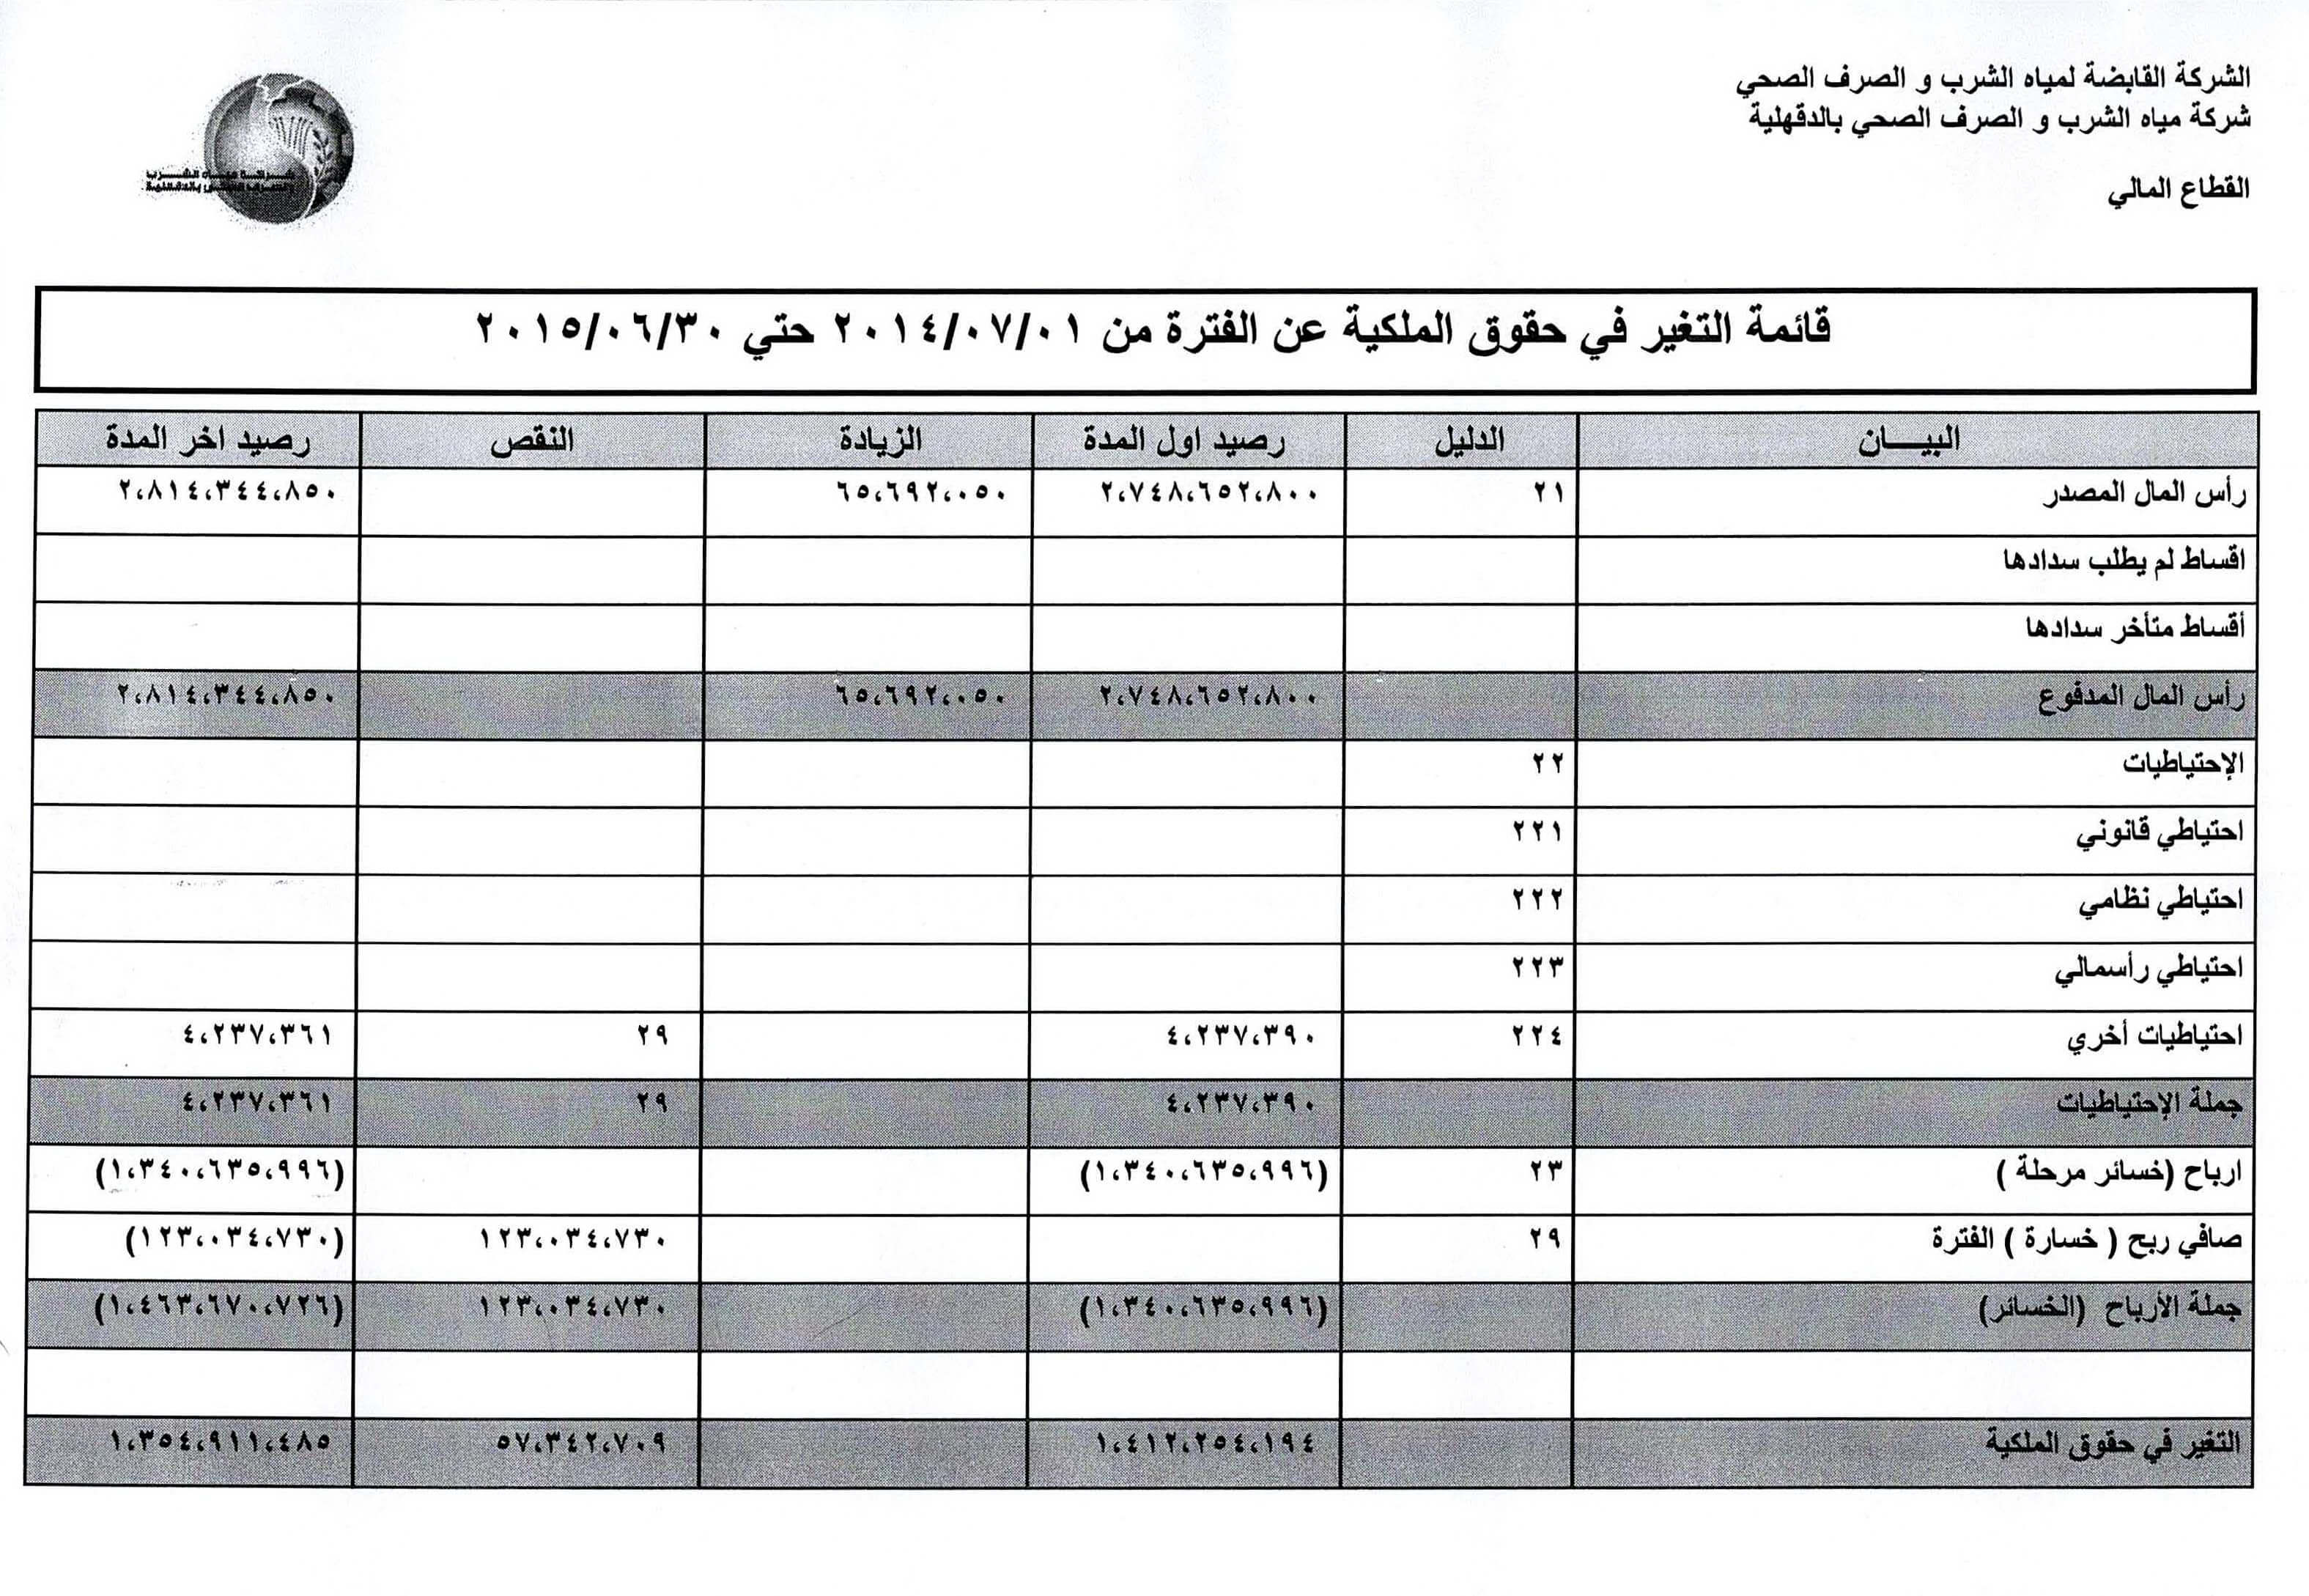 الشركة القابضة لمياه الشرب و الصرف الصحي
شركة مياه الشرب و الصرف الصحي بالدقهلية
القطاع المالي
شركة مياه الشرب
والصرف الصحى بالدقهلية
قائمة التغير في حقوق الملكية عن الفترة من ٢٠١٤/٠٧/٠١ حتي ٢٠١٥/٠٦/٣٠
البيـــان الدليل رصيد اول المدة الزيادة النقص رصيد اخر المدة
رأس المال المصدر ٢١ ٢،٧٤٨،٦٥٢،٨٠٠ ٦٥،٦٩٢،٠٥٠ ٢،٨١٤،٣٤٤،٨٥٠
اقساط لم يطلب سدادها
أقساط متأخر سدادها
رأس المال المدفوع ٢،٧٤٨،٦٥٢،٨٠٠ ٦٥،٦٩٢،٠٥٠ ٢،٨١٤،٣٤٤،٨٥٠
الإحتياطيات ٢٢
احتياطي قانوني ٢٢١
احتياطي نظامي ٢٢٢
احتياطي رأسمالي ٢٢٣
احتياطيات أخري ٢٢٤ ٤،٢٣٧،٣٩٠ ٢٩ ٤،٢٣٧،٣٦١
جملة الإحتياطيات ٤،٢٣٧،٣٩٠ ٢٩ ٤،٢٣٧،٣٦١
ارباح (خسائر مرحلة ) ٢٣ (١،٣٤٠،٦٣٥،٩٩٦) (١،٣٤٠،٦٣٥،٩٩٦)
صافي ربح ( خسارة ) الفترة ٢٩ ١٢٣،٠٣٤،٧٣٠ (١٢٣،٠٣٤،٧٣٠)
جملة الأرباح (الخسائر) (١،٣٤٠،٦٣٥،٩٩٦) ١٢٣،٠٣٤،٧٣٠ (١،٤٦٣،٦٧٠،٧٢٦)
التغير في حقوق الملكية ١،٤١٢،٢٥٤،١٩٤ ٥٧،٣٤٢،٧٠٩ ١،٣٥٤،٩١١،٤٨٥